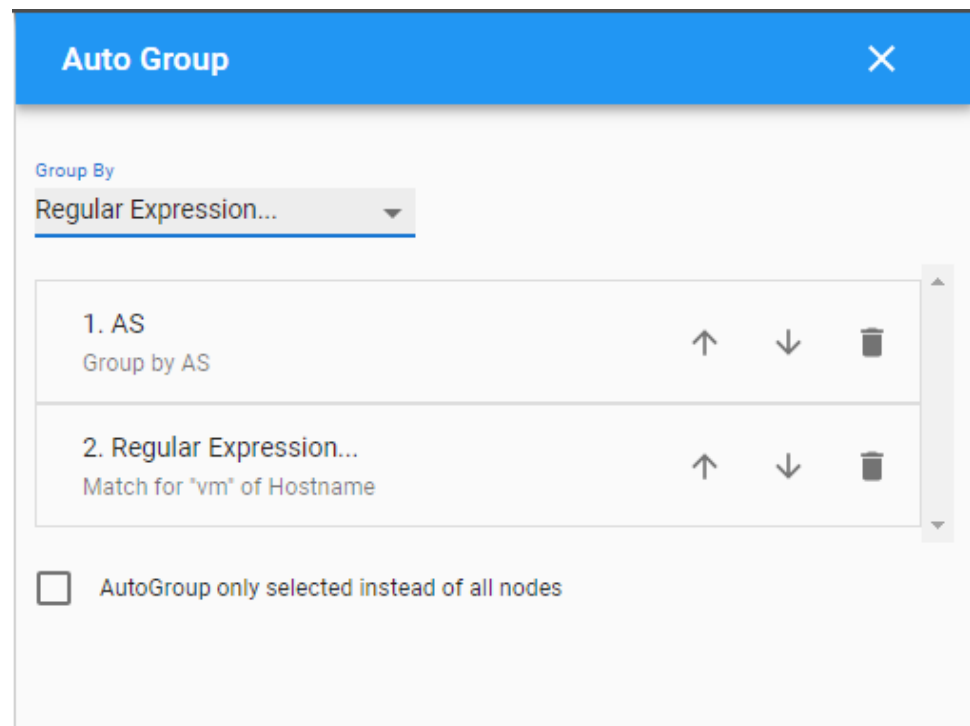 Auto Group
Group By
Regular Expression...
1. AS
Group by AS
2. Regular Expression...
Match for "vm" of Hostname
AutoGroup only selected instead of all nodes